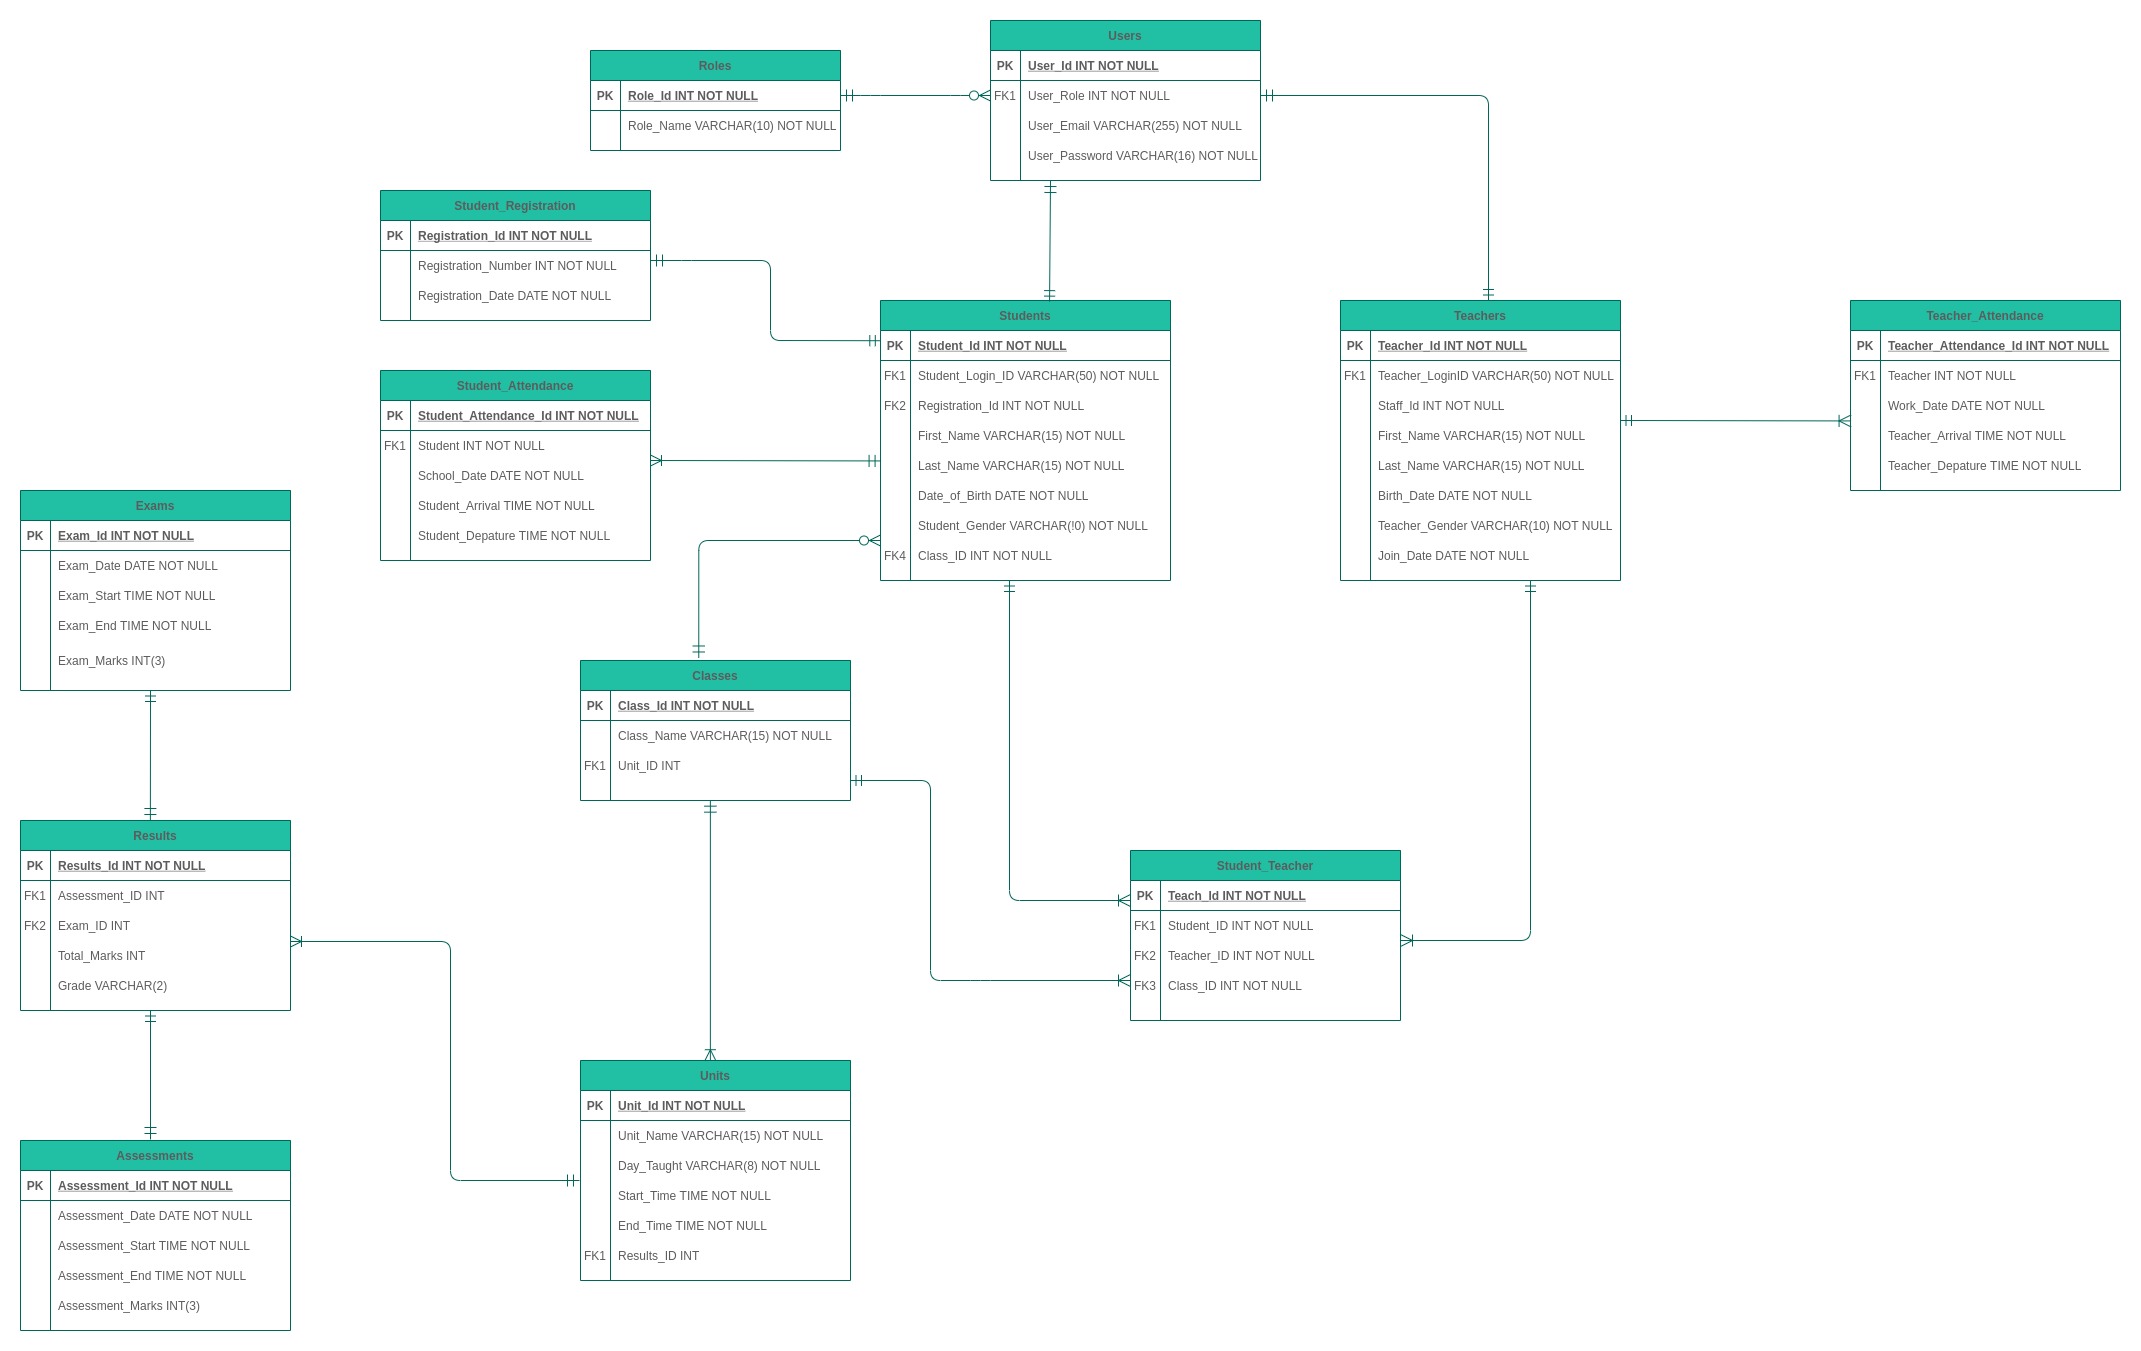 Users
PK User_Id INT NOT NULL
FK1 User_Role INT NOT NULL
User_Email VARCHAR(255) NOT NULL
User_Password VARCHAR(16) NOT NULL
Roles
PK Role_Id INT NOT NULL
Role_Name VARCHAR(10) NOT NULL
Student_Registration
PK Registration_Id INT NOT NULL
Registration_Number INT NOT NULL
Registration_Date DATE NOT NULL
Students
PK Student_Id INT NOT NULL
FK1 Student_Login_ID VARCHAR(50) NOT NULL
FK2 Registration_Id INT NOT NULL
First_Name VARCHAR(15) NOT NULL
Last_Name VARCHAR(15) NOT NULL
Date_of_Birth DATE NOT NULL
Student_Gender VARCHAR(!0) NOT NULL
FK4 Class_ID INT NOT NULL
Teachers
PK Teacher_Id INT NOT NULL
FK1 Teacher_LoginID VARCHAR(50) NOT NULL
Staff_Id INT NOT NULL
First_Name VARCHAR(15) NOT NULL
Last_Name VARCHAR(15) NOT NULL
Birth_Date DATE NOT NULL
Teacher_Gender VARCHAR(10) NOT NULL
Join_Date DATE NOT NULL
Teacher_Attendance
PK Teacher_Attendance_Id INT NOT NULL
FK1 Teacher INT NOT NULL
Work_Date DATE NOT NULL
Teacher_Arrival TIME NOT NULL
Teacher_Depature TIME NOT NULL
Student_Attendance
PK Student_Attendance_Id INT NOT NULL
FK1 Student INT NOT NULL
School_Date DATE NOT NULL
Student_Arrival TIME NOT NULL
Student_Depature TIME NOT NULL
Exams
PK Exam_Id INT NOT NULL
Exam_Date DATE NOT NULL
Exam_Start TIME NOT NULL
Exam_End TIME NOT NULL
Exam_Marks INT(3)
Classes
PK Class_Id INT NOT NULL
Class_Name VARCHAR(15) NOT NULL
FK1 Unit_ID INT
Results
PK Results_Id INT NOT NULL
FK1 Assessment_ID INT
FK2 Exam_ID INT
Total_Marks INT
Grade VARCHAR(2)
Student_Teacher
PK Teach_Id INT NOT NULL
FK1 Student_ID INT NOT NULL
FK2 Teacher_ID INT NOT NULL
FK3 Class_ID INT NOT NULL
Units
PK Unit_Id INT NOT NULL
Unit_Name VARCHAR(15) NOT NULL
Day_Taught VARCHAR(8) NOT NULL
Start_Time TIME NOT NULL
End_Time TIME NOT NULL
FK1 Results_ID INT
Assessments
PK Assessment_Id INT NOT NULL
Assessment_Date DATE NOT NULL
Assessment_Start TIME NOT NULL
Assessment_End TIME NOT NULL
Assessment_Marks INT(3)